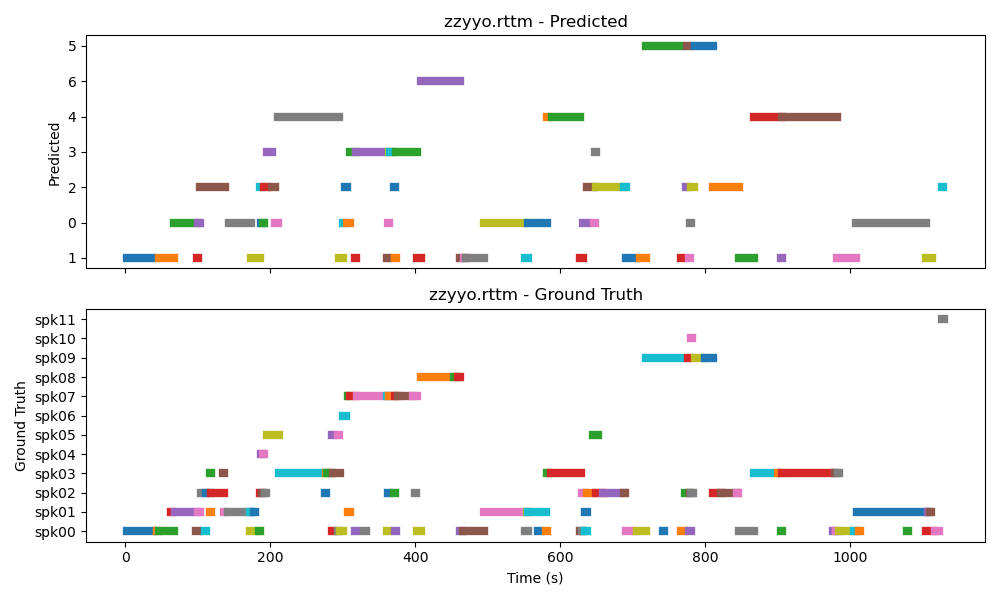 zzyyo.rttm - Predicted
5
6
4
3
2
0
1
Predicted
zzyyo.rttm - Ground Truth
spk11
spk10
spk09
spk08
spk07
spk06
spk05
spk04
spk03
spk02
spk01
spk00
Ground Truth
0 200 400 600 800 1000
Time (s)